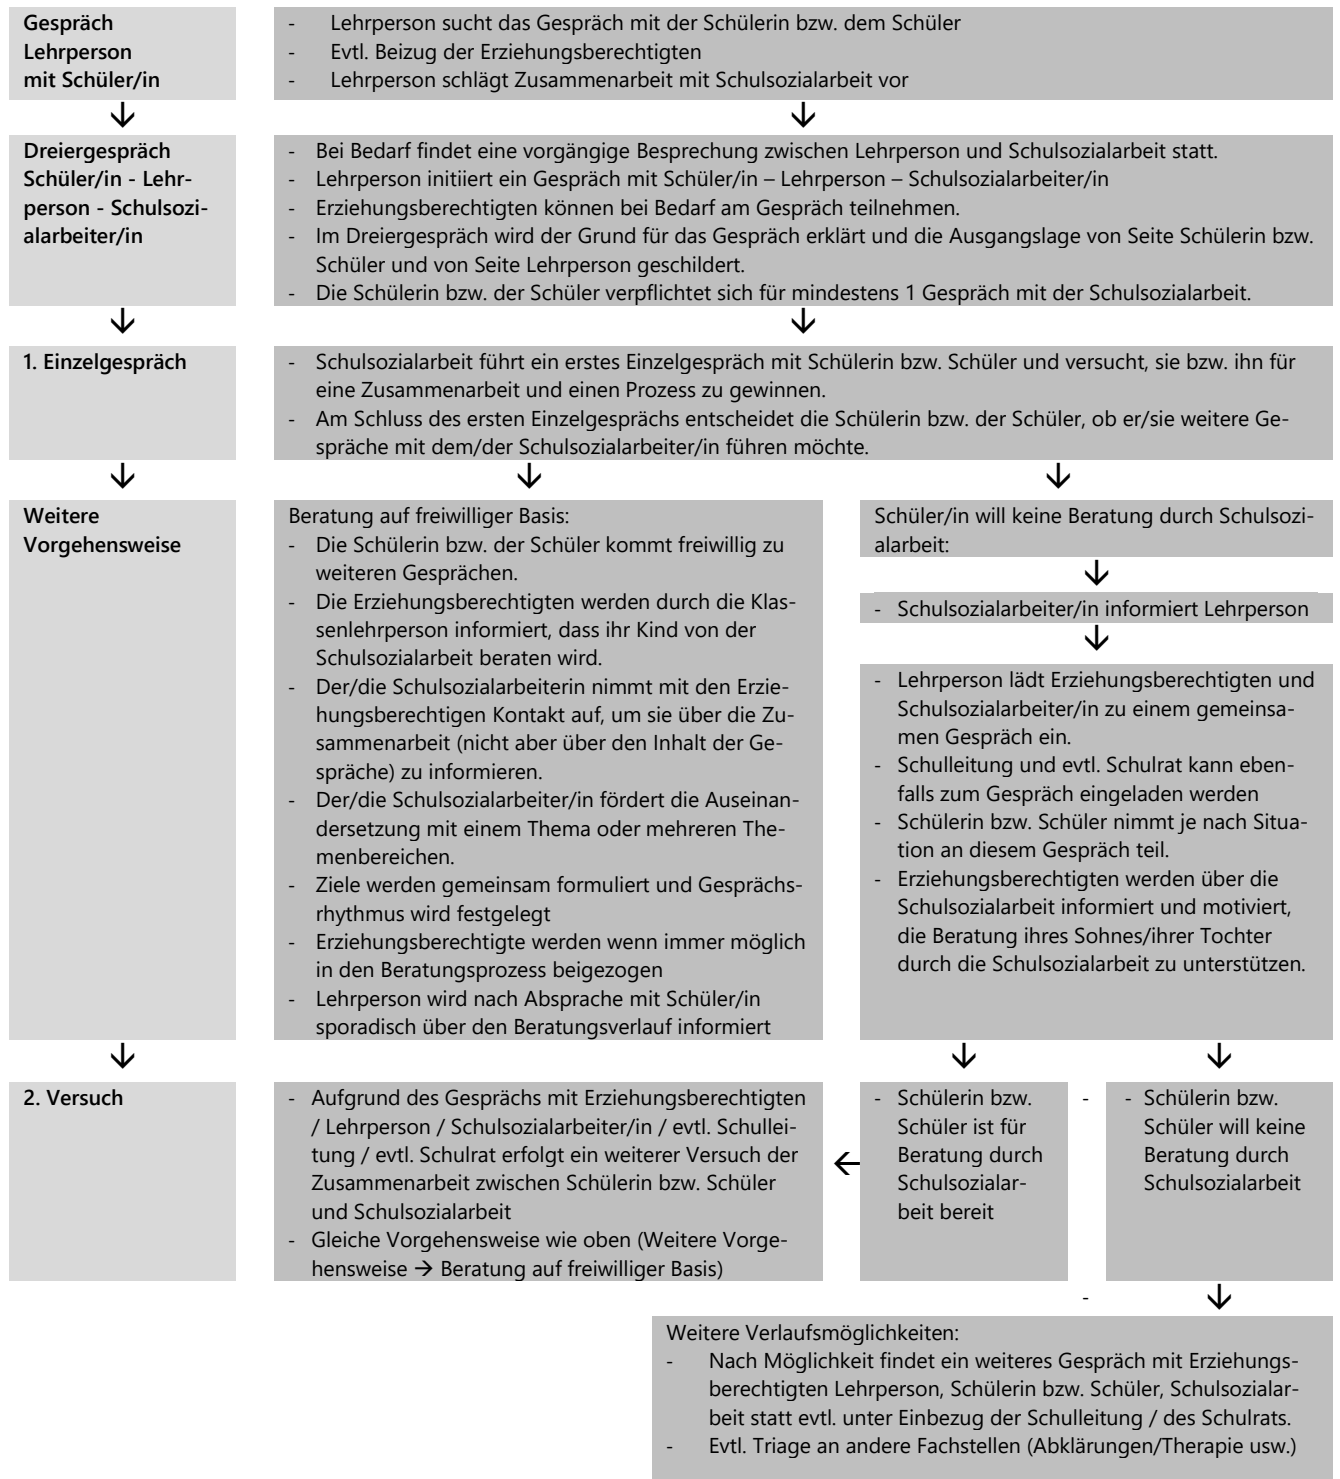 Gespräch
Lehrperson
mit Schüler/in
- Lehrperson sucht das Gespräch mit der Schülerin bzw. dem Schüler
- Evtl. Beizug der Erziehungsberechtigten
- Lehrperson schlägt Zusammenarbeit mit Schulsozialarbeit vor
↓ ↓
Dreiergespräch
Schüler/in - Lehr-
person - Schulsozi-
alarbeiter/in
- Bei Bedarf findet eine vorgängige Besprechung zwischen Lehrperson und Schulsozialarbeit statt.
- Lehrperson initiiert ein Gespräch mit Schüler/in – Lehrperson – Schulsozialarbeiter/in
- Erziehungsberechtigten können bei Bedarf am Gespräch teilnehmen.
- Im Dreiergespräch wird der Grund für das Gespräch erklärt und die Ausgangslage von Seite Schülerin bzw.
Schüler und von Seite Lehrperson geschildert.
- Die Schülerin bzw. der Schüler verpflichtet sich für mindestens 1 Gespräch mit der Schulsozialarbeit.
↓ ↓
1. Einzelgespräch
- Schulsozialarbeit führt ein erstes Einzelgespräch mit Schülerin bzw. Schüler und versucht, sie bzw. ihn für
eine Zusammenarbeit und einen Prozess zu gewinnen.
- Am Schluss des ersten Einzelgesprächs entscheidet die Schülerin bzw. der Schüler, ob er/sie weitere Ge-
spräche mit dem/der Schulsozialarbeiter/in führen möchte.
↓ ↓ ↓
Weitere
Vorgehensweise
Beratung auf freiwilliger Basis:
- Die Schülerin bzw. der Schüler kommt freiwillig zu
weiteren Gesprächen.
- Die Erziehungsberechtigten werden durch die Klas-
senlehrperson informiert, dass ihr Kind von der
Schulsozialarbeit beraten wird.
- Der/die Schulsozialarbeiterin nimmt mit den Erzie-
hungsberechtigen Kontakt auf, um sie über die Zu-
sammenarbeit (nicht aber über den Inhalt der Ge-
spräche) zu informieren.
- Der/die Schulsozialarbeiter/in fördert die Auseinan-
dersetzung mit einem Thema oder mehreren The-
menbereichen.
- Ziele werden gemeinsam formuliert und Gesprächs-
rhythmus wird festgelegt
- Erziehungsberechtigte werden wenn immer möglich
in den Beratungsprozess beigezogen
- Lehrperson wird nach Absprache mit Schüler/in
sporadisch über den Beratungsverlauf informiert
Schüler/in will keine Beratung durch Schulsozi-
alarbeit:
↓
- Schulsozialarbeiter/in informiert Lehrperson
↓
- Lehrperson lädt Erziehungsberechtigten und
Schulsozialarbeiter/in zu einem gemeinsa-
men Gespräch ein.
- Schulleitung und evtl. Schulrat kann eben-
falls zum Gespräch eingeladen werden
- Schülerin bzw. Schüler nimmt je nach Situa-
tion an diesem Gespräch teil.
- Erziehungsberechtigten werden über die
Schulsozialarbeit informiert und motiviert,
die Beratung ihres Sohnes/ihrer Tochter
durch die Schulsozialarbeit zu unterstützen.
↓ ↓ ↓
2. Versuch
- Aufgrund des Gesprächs mit Erziehungsberechtigten
/ Lehrperson / Schulsozialarbeiter/in / evtl. Schullei-
tung / evtl. Schulrat erfolgt ein weiterer Versuch der
Zusammenarbeit zwischen Schülerin bzw. Schüler
und Schulsozialarbeit
- Gleiche Vorgehensweise wie oben (Weitere Vorge-
hensweise → Beratung auf freiwilliger Basis)
←
- Schülerin bzw.
Schüler ist für
Beratung durch
Schulsozialar-
beit bereit
-
- Schülerin bzw.
Schüler will keine
Beratung durch
Schulsozialarbeit
- ↓
Weitere Verlaufsmöglichkeiten:
- Nach Möglichkeit findet ein weiteres Gespräch mit Erziehungs-
berechtigten Lehrperson, Schülerin bzw. Schüler, Schulsozialar-
beit statt evtl. unter Einbezug der Schulleitung / des Schulrats.
- Evtl. Triage an andere Fachstellen (Abklärungen/Therapie usw.)